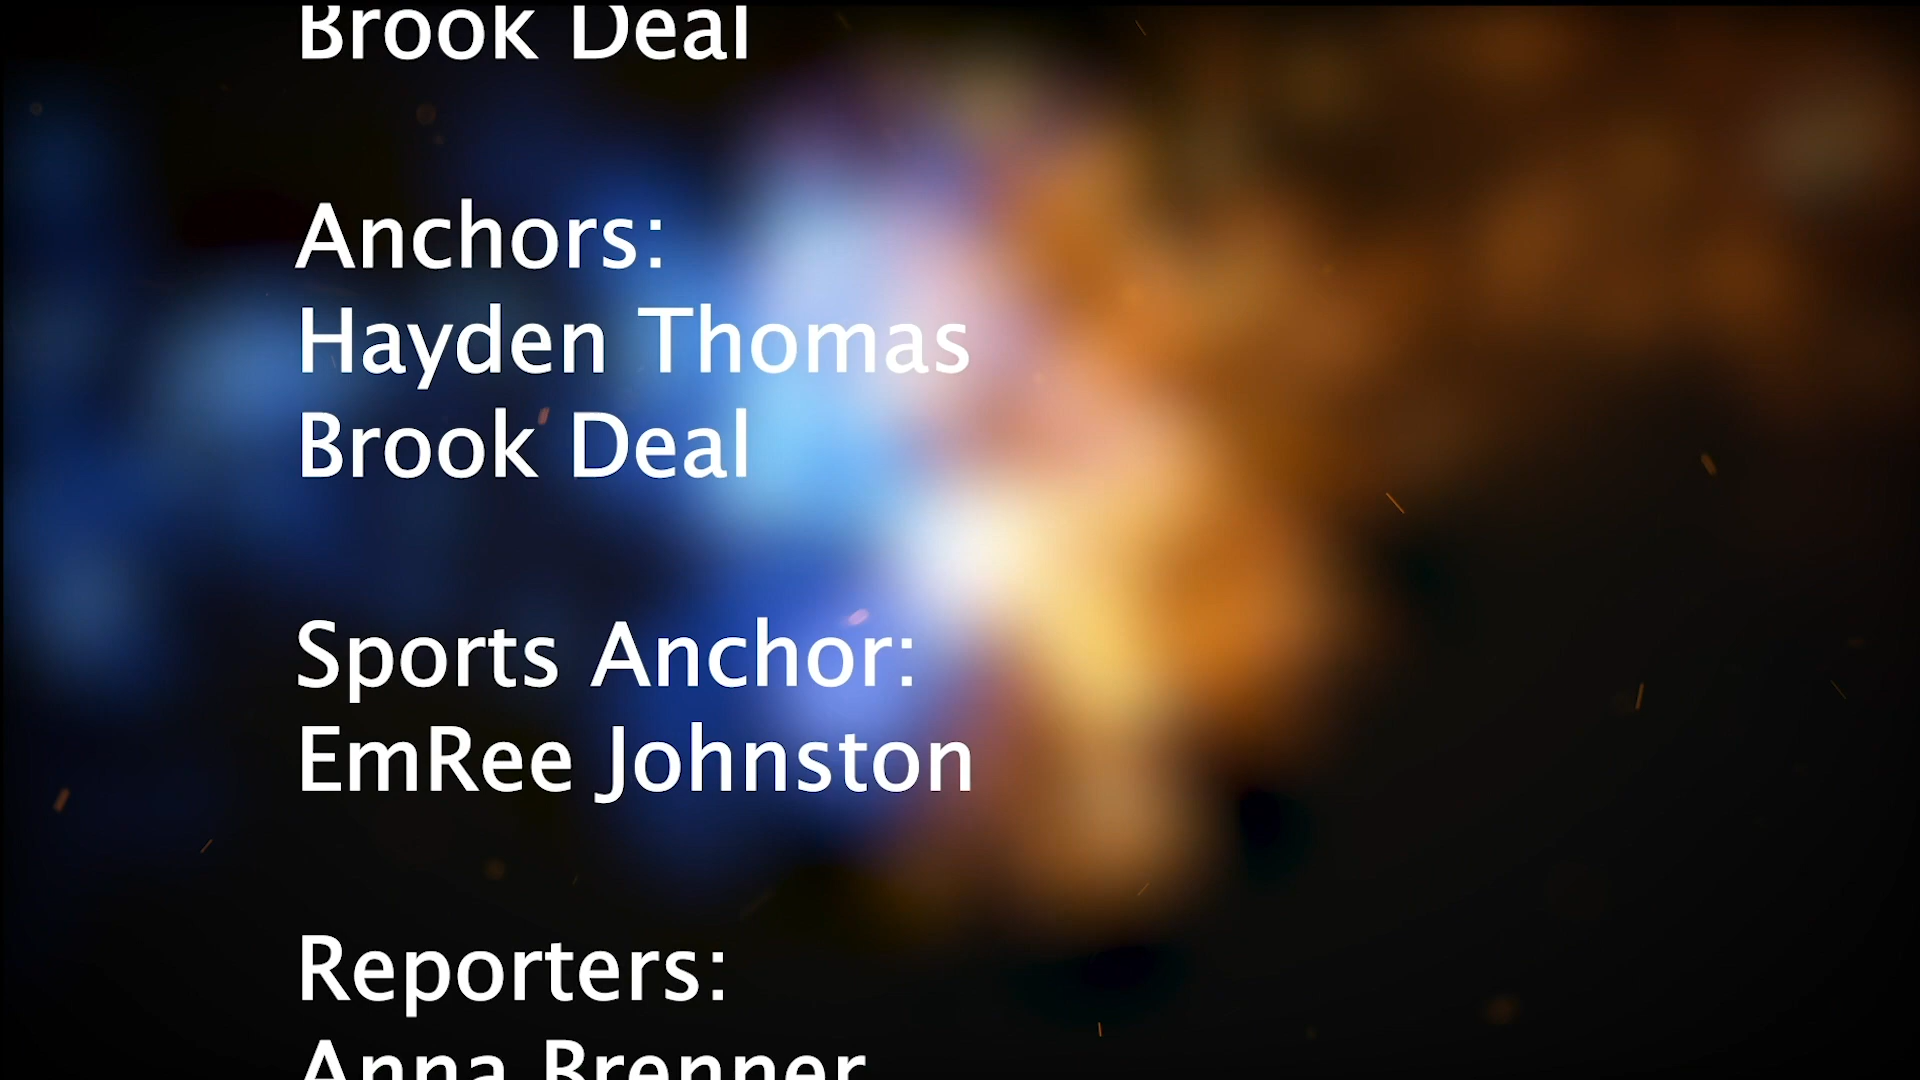 Brook Deal
Anchors:
Hayden Thomas
Brook Deal
Sports Anchor:
EmRee Johnston
Reporters:
Anna Brenner